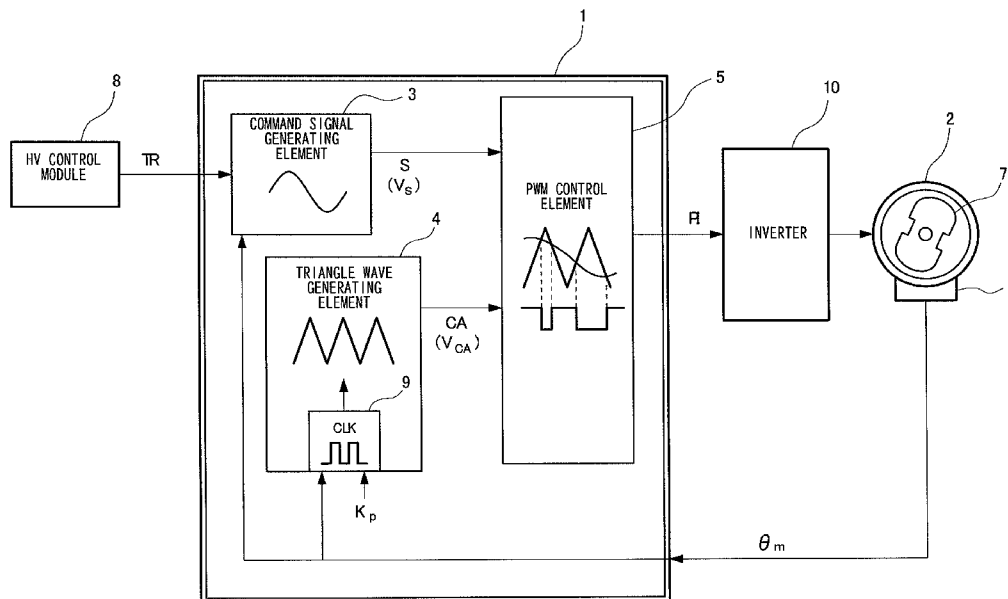 1
8
3
5
10
2
HV CONTROL
MODULE
TR
COMMAND SIGNAL
GENERATING
ELEMENT
S
(VS)
PWM CONTROL
ELEMENT
INVERTER
7
4
TRIANGLE WAVE
GENERATING
ELEMENT
CA
(VCA)
9
CLK
Kp
θm